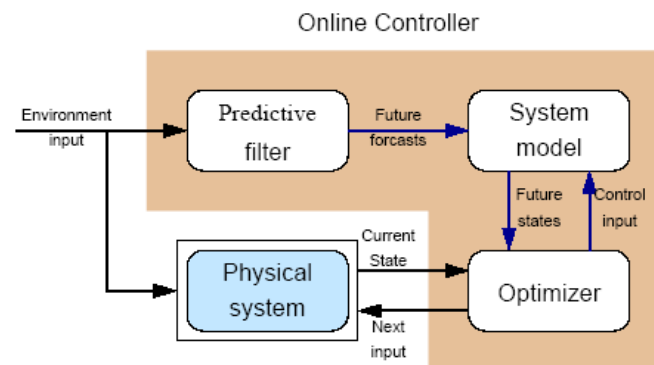 Online Controller
Environment
input
Predictive
filter
Future
forcasts
System
model
Future
states
Control
input
Current
State
Physical
system
Optimizer
Next
input